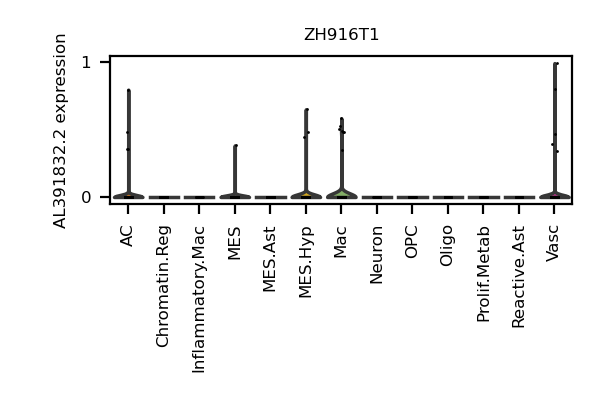 ZH916T1
AL391832.2 expression
1
0
AC
Chromatin.Reg
Inflammatory.Mac
MES
MES.Ast
MES.Hyp
Mac
Neuron
OPC
Oligo
Prolif.Metab
Reactive.Ast
Vasc